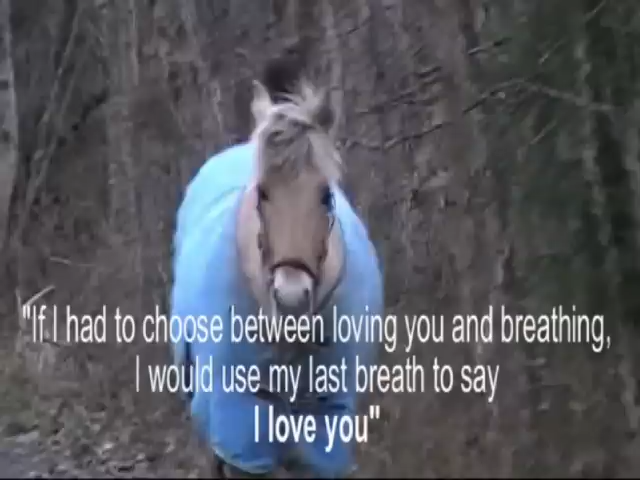 "If I had to choose between loving you and breathing,
I would use my last breath to say
I love you"